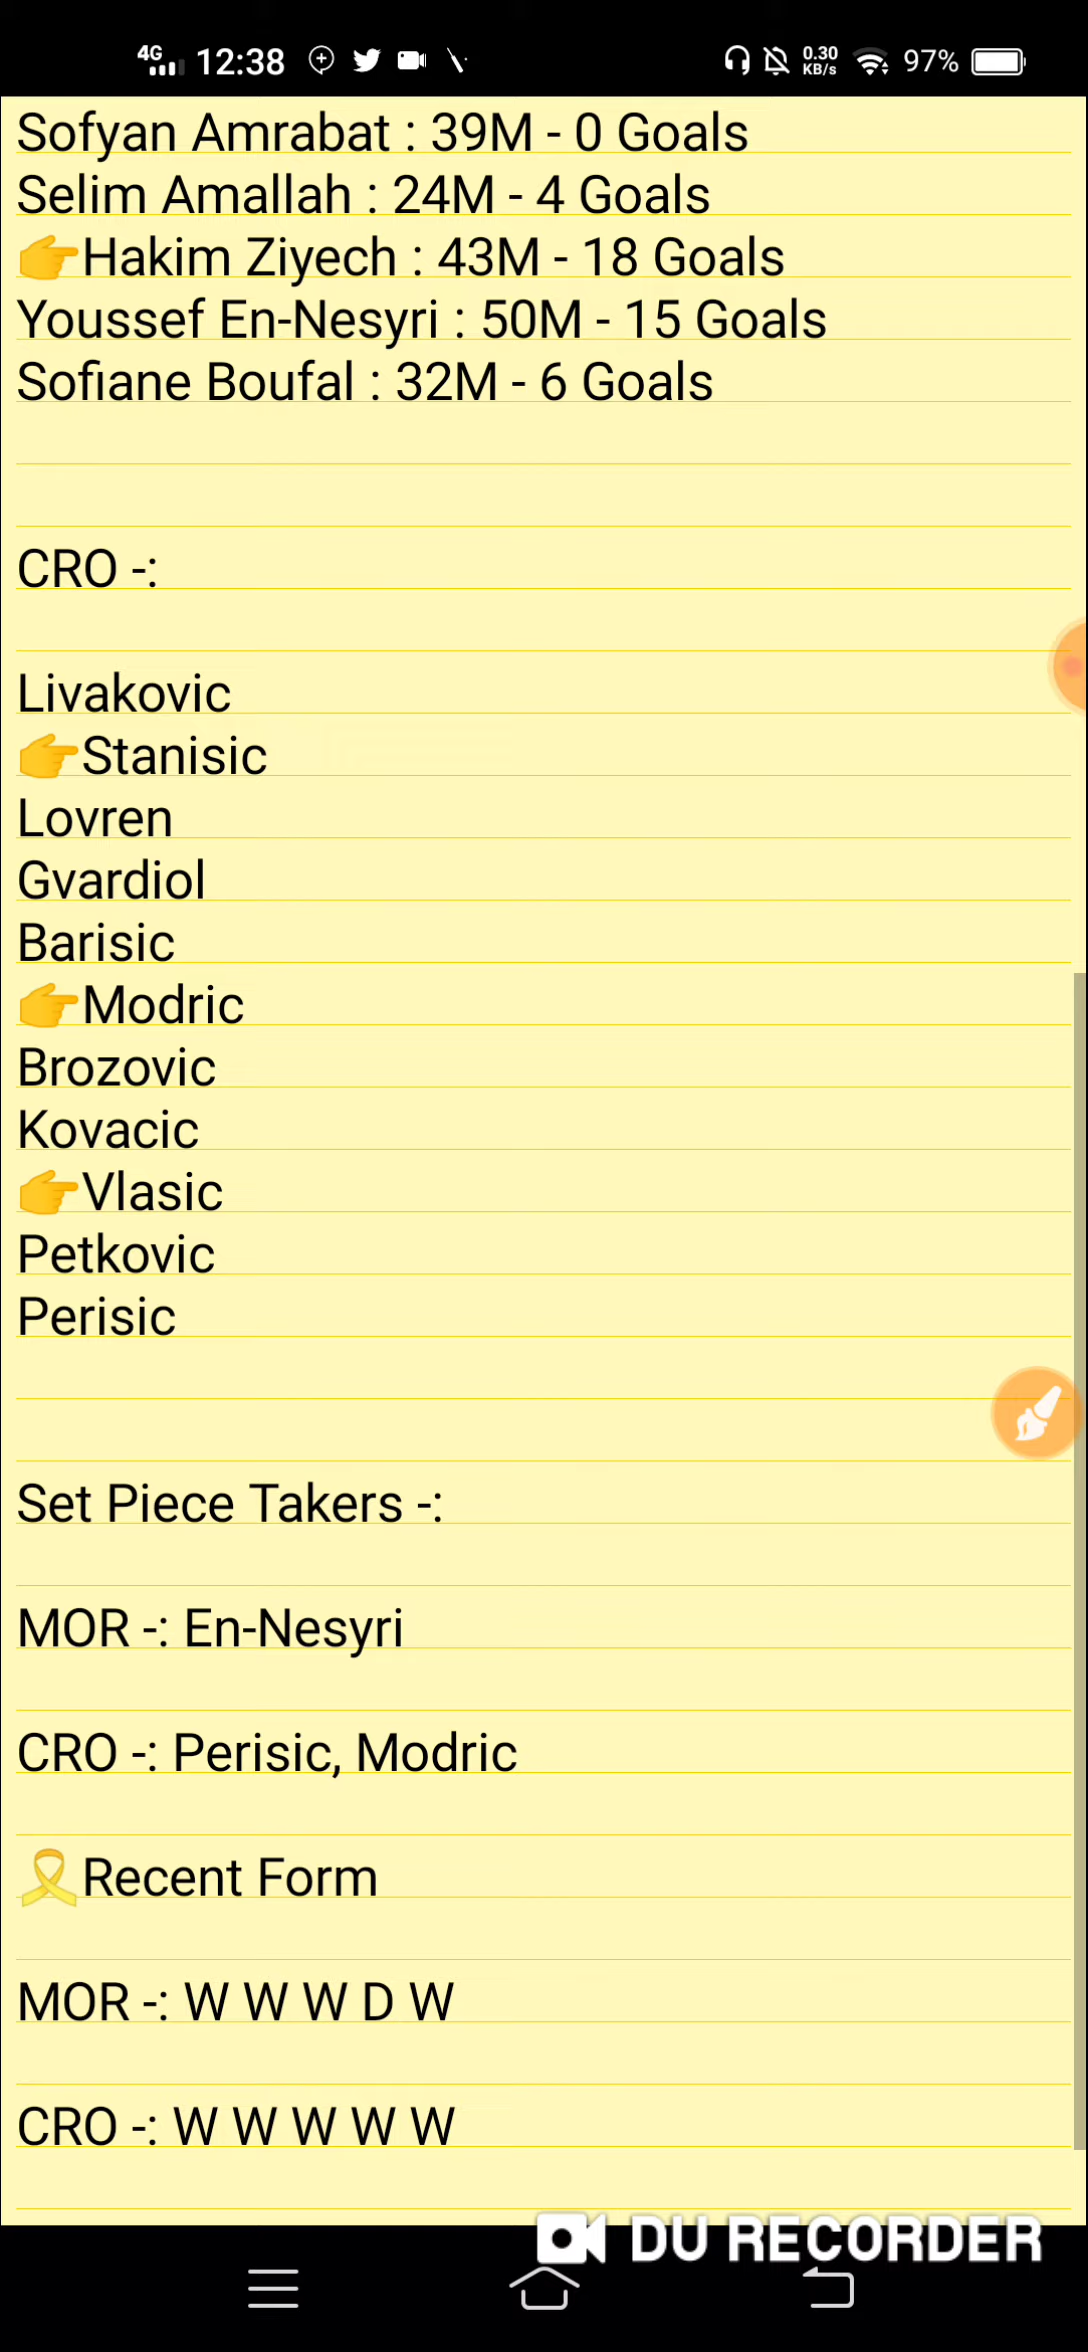 4G 12:38 0.30 KB/s 97%
Sofyan Amrabat : 39M - 0 Goals
Selim Amallah : 24M - 4 Goals
👉Hakim Ziyech : 43M - 18 Goals
Youssef En-Nesyri : 50M - 15 Goals
Sofiane Boufal : 32M - 6 Goals
CRO -:
Livakovic
👉Stanisic
Lovren
Gvardiol
Barisic
👉Modric
Brozovic
Kovacic
👉Vlasic
Petkovic
Perisic
Set Piece Takers -:
MOR -: En-Nesyri
CRO -: Perisic, Modric
🎗Recent Form
MOR -: W W W D W
CRO -: W W W W W
DU RECORDER